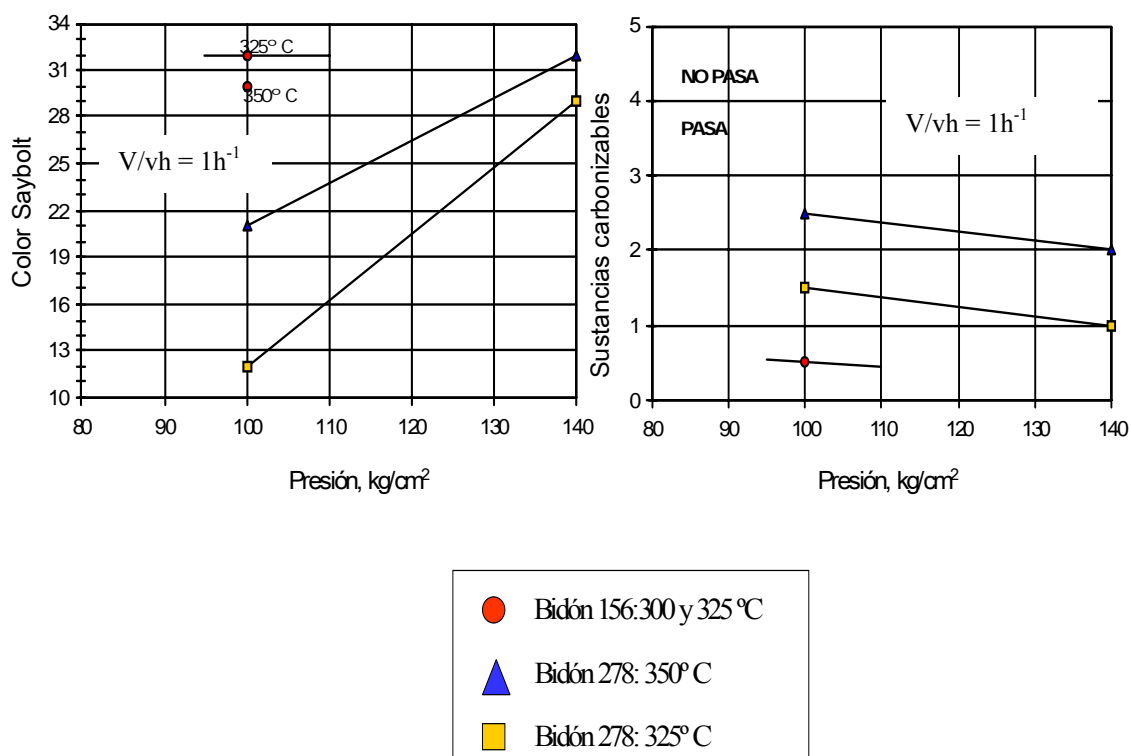 34
31
28
25
22
19
16
13
10
Color Saybolt
325º C
350º C
V/vh = 1h⁻¹
80 90 100 110 120 130 140
Presión, kg/cm²
5
4
3
2
1
0
Sustancias carbonizables
NO PASA
PASA
V/vh = 1h⁻¹
80 90 100 110 120 130 140
Presión, kg/cm²
Bidón 156:300 y 325 ºC
Bidón 278: 350º C
Bidón 278: 325º C